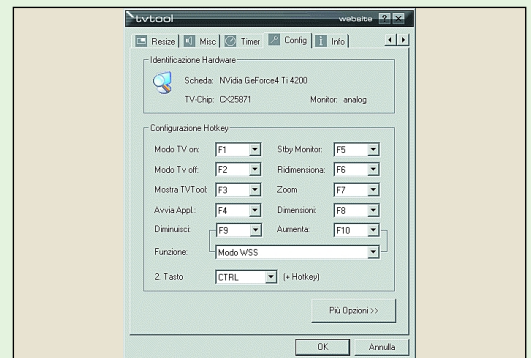 tvtool website
Resize Misc Timer Config Info
Identificazione Hardware
Scheda: NVidia GeForce4 Ti 4200
TV-Chip: CX25871 Monitor: analog
Configurazione Hotkey
Modo TV on: F1 Stby Monitor: F5
Modo Tv off: F2 Ridimensiona: F6
Mostra TVTool: F3 Zoom F7
Avvia Appl.: F4 Dimensioni: F8
Diminuisci: F9 Aumenta: F10
Funzione: Modo WSS
2. Tasto CTRL (+ Hotkey)
Più Opzioni >>
OK Annulla